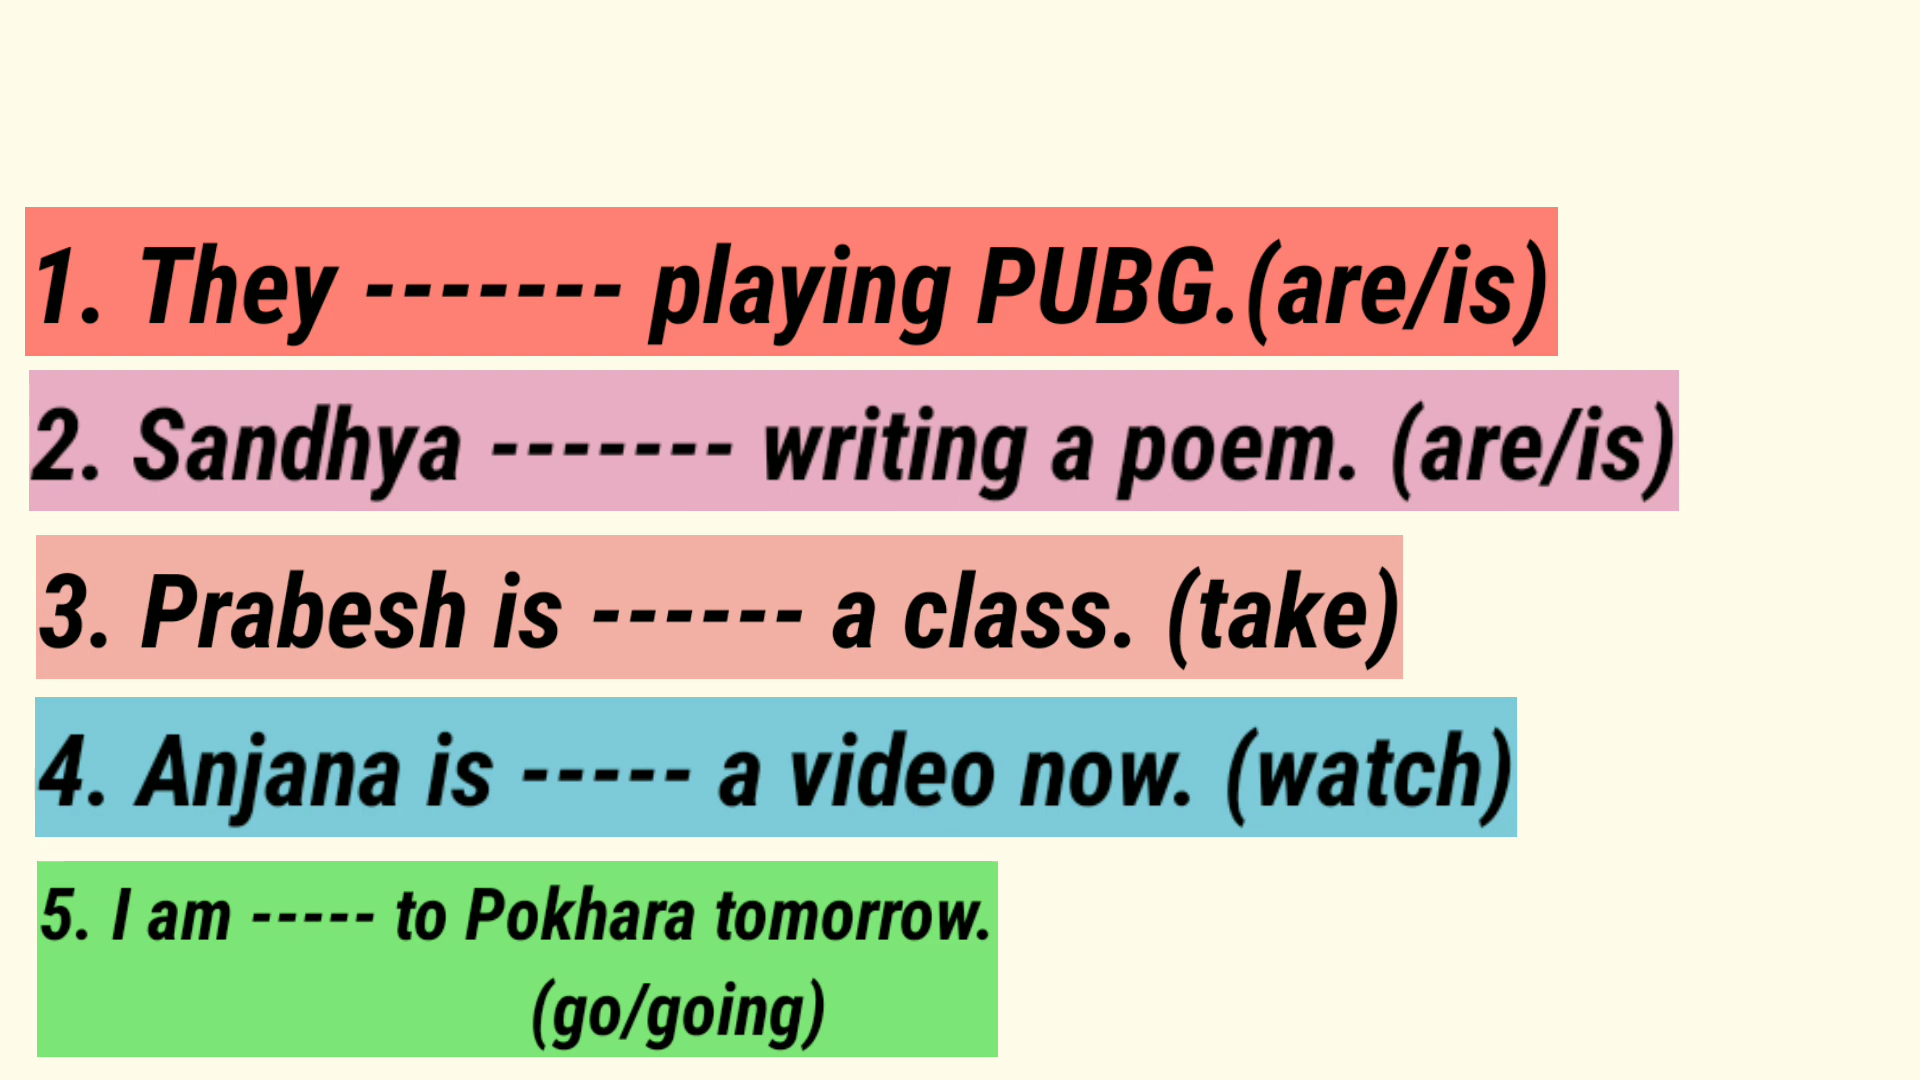 1. They ------- playing PUBG.(are/is)
2. Sandhya ------- writing a poem. (are/is)
3. Prabesh is ------ a class. (take)
4. Anjana is ----- a video now. (watch)
5. I am ----- to Pokhara tomorrow.
(go/going)